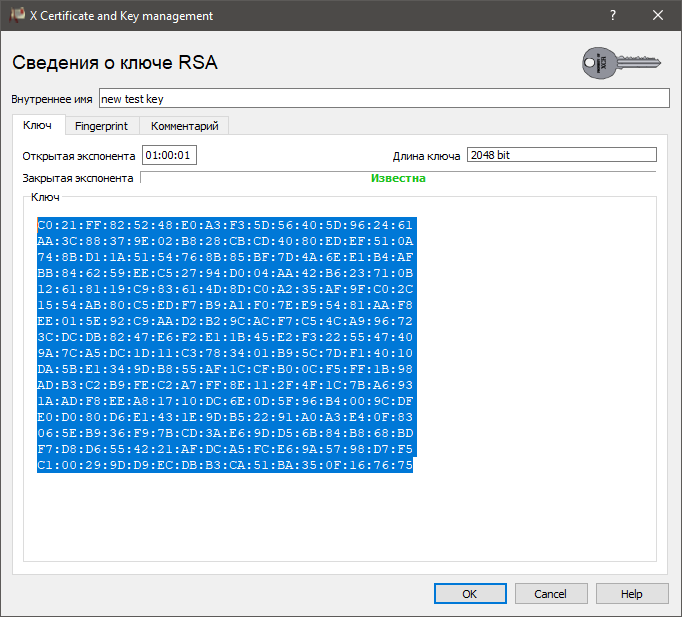 X Certificate and Key management
Сведения о ключе RSA
Внутреннее имя new test key
Ключ Fingerprint Комментарий
Открытая экспонента 01:00:01 Длина ключа 2048 bit
Закрытая экспонента Известна
Ключ
C0:21:FF:82:52:48:E0:A3:F3:5D:56:40:5D:96:24:61
AA:3C:88:37:9E:02:B8:28:CB:CD:40:80:ED:EF:51:0A
74:8B:D1:1A:51:54:76:8B:85:BF:7D:4A:6E:E1:B4:AF
BB:84:62:59:EE:C5:27:94:D0:04:AA:42:B6:23:71:0B
12:61:81:19:C9:83:61:4D:8D:C0:A2:35:AF:9F:C0:2C
15:54:AB:80:C5:ED:F7:B9:A1:F0:7E:E9:54:81:AA:F8
EE:01:5E:92:C9:AA:D2:B2:9C:AC:F7:C5:4C:A9:96:72
3C:DC:DB:82:47:E6:F2:E1:1B:45:E2:F3:22:55:47:40
9A:7C:A5:DC:1D:11:C3:78:34:01:B9:5C:7D:F1:40:10
DA:5B:E1:34:9D:B8:55:AF:1C:CF:B0:0C:F5:FF:1B:98
AD:B3:C2:B9:FE:C2:A7:FF:8E:11:2F:4F:1C:7B:A6:93
1A:AD:F8:EE:A8:17:10:DC:6E:0D:5F:96:B4:00:9C:DF
E0:D0:80:D6:E1:43:1E:9D:B5:22:91:A0:A3:E4:0F:83
06:5E:B9:36:F9:7B:CD:3A:E6:9D:D5:6B:84:B8:68:BD
F7:D8:D6:55:42:21:AF:DC:A5:FC:E6:9A:57:98:D7:F5
C1:00:29:9D:D9:EC:DB:B3:CA:51:BA:35:0F:16:76:75
OK Cancel Help